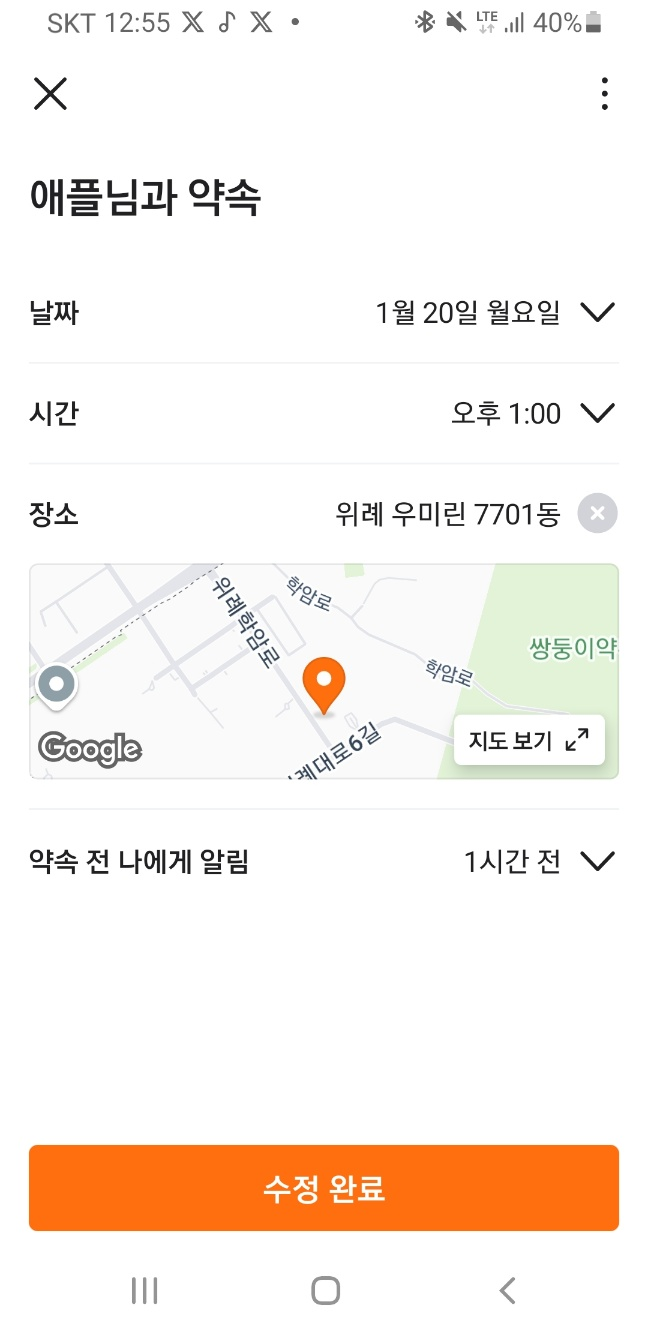 SKT 12:55
LTE
40%
애플님과 약속
날짜
1월 20일 월요일
시간
오후 1:00
장소
위례 우미린 7701동
위례학암로
학암로
학암로
쌍둥이약
Google
례대로6길
지도 보기
약속 전 나에게 알림
1시간 전
수정 완료